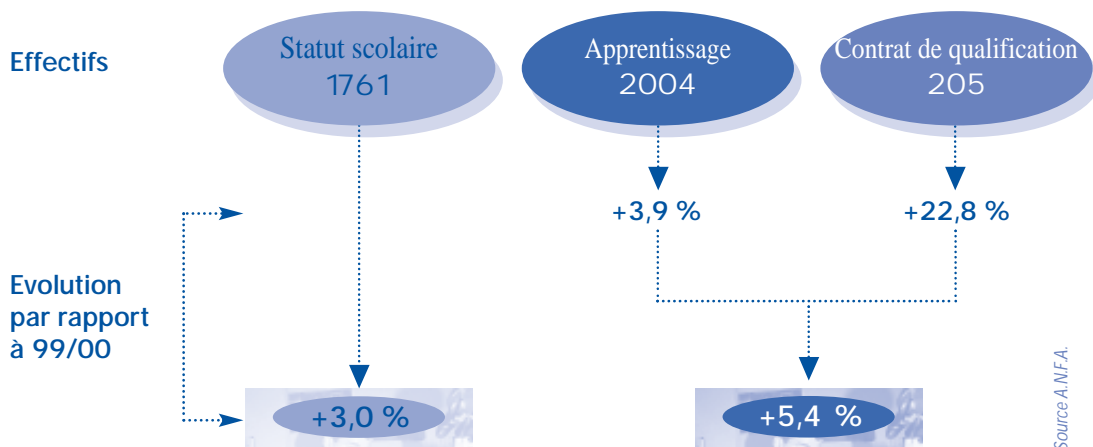 Effectifs
Statut scolaire
1761
Apprentissage
2004
Contrat de qualification
205
+3,9 %
+22,8 %
Evolution
par rapport
à 99/00
+3,0 %
+5,4 %
Source A.N.F.A.